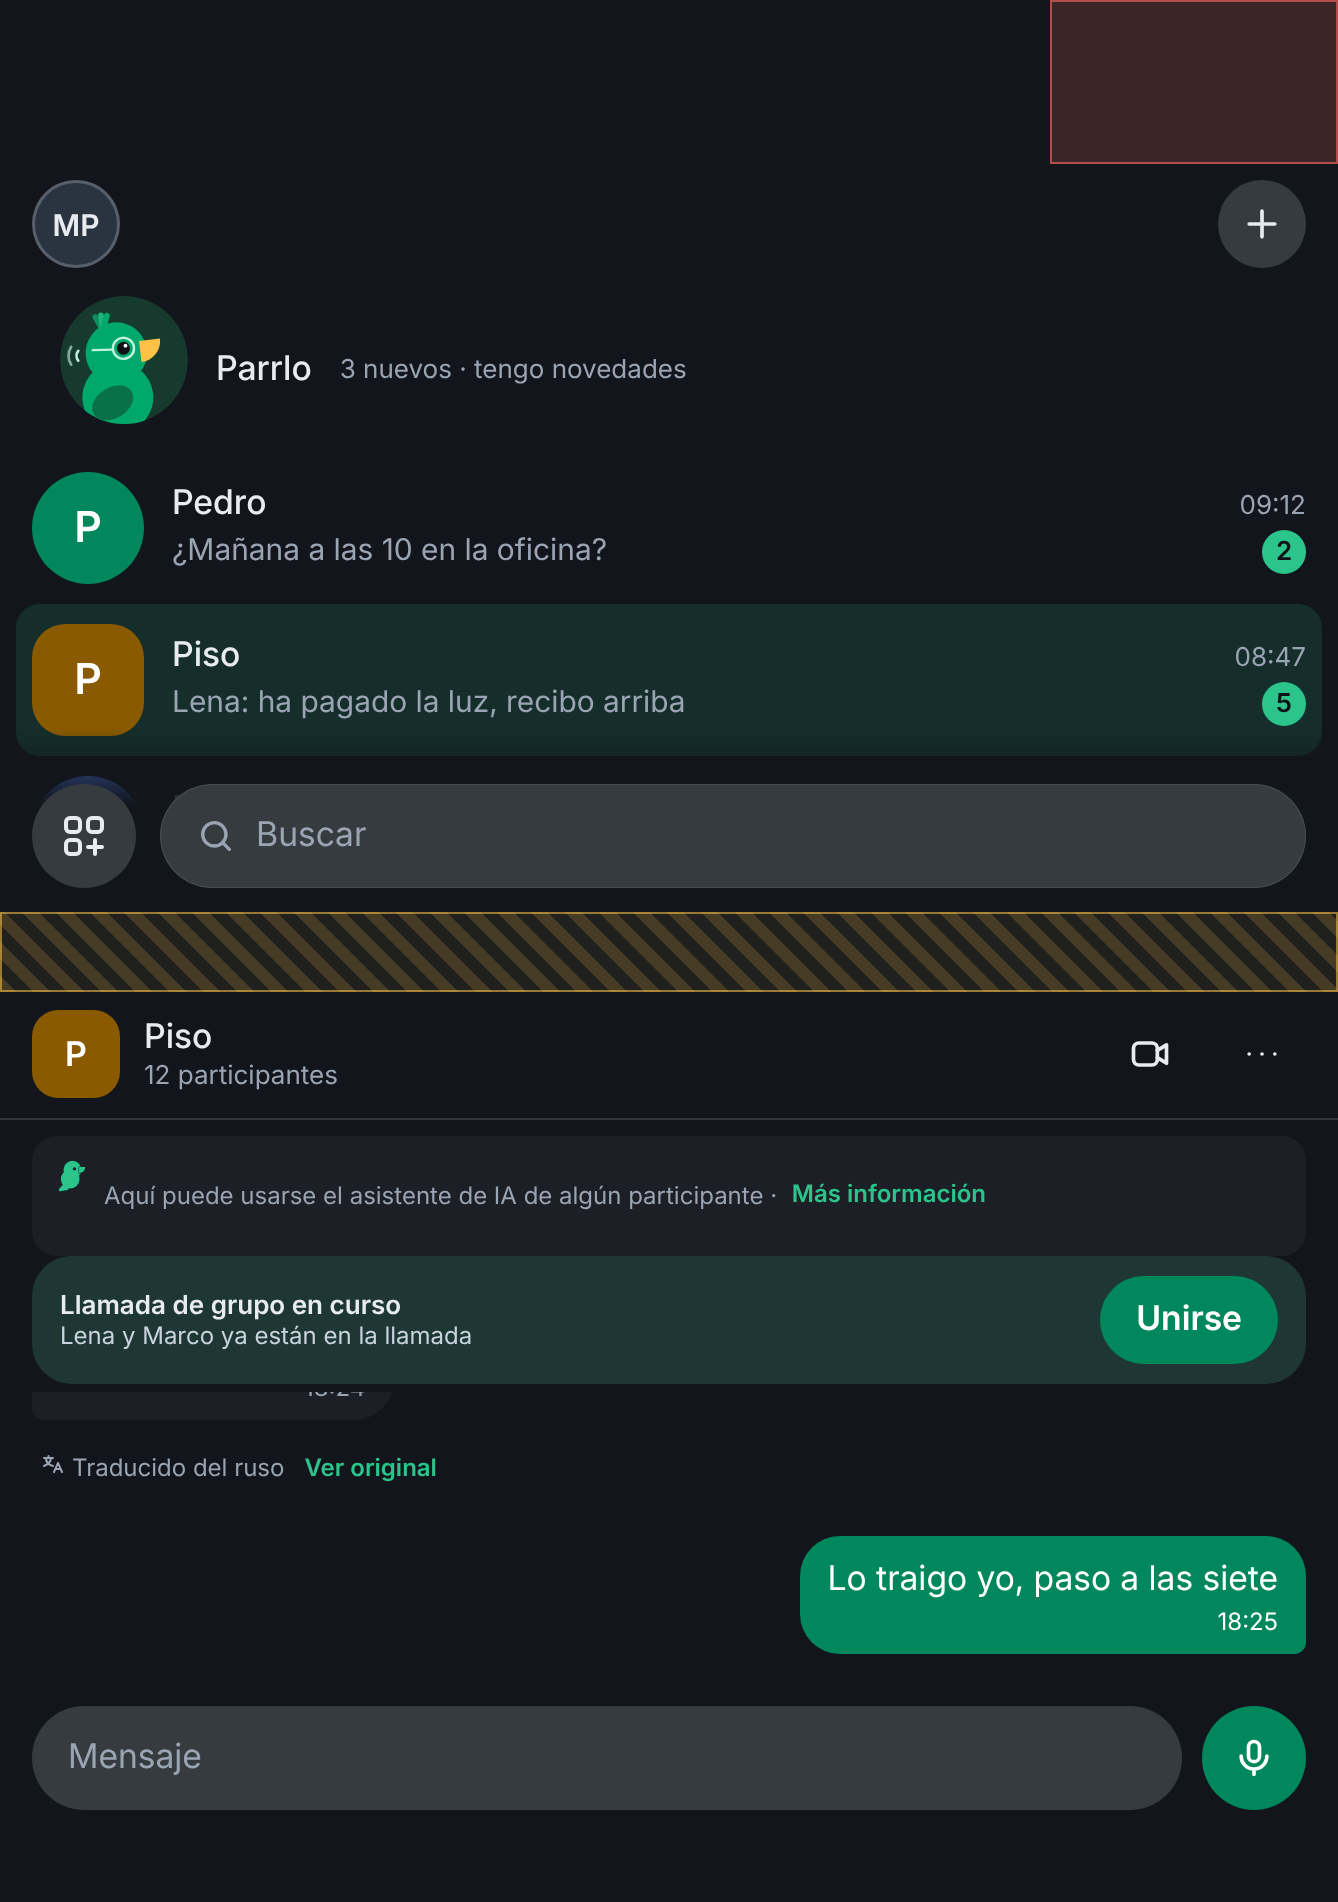 MP
Parrlo 3 nuevos · tengo novedades
P
Pedro
09:12
¿Mañana a las 10 en la oficina?
2
P
Piso
08:47
Lena: ha pagado la luz, recibo arriba
5
Buscar
P
Piso
12 participantes
Aquí puede usarse el asistente de IA de algún participante · Más información
Llamada de grupo en curso
Lena y Marco ya están en la llamada
Unirse
Traducido del ruso Ver original
Lo traigo yo, paso a las siete
18:25
Mensaje